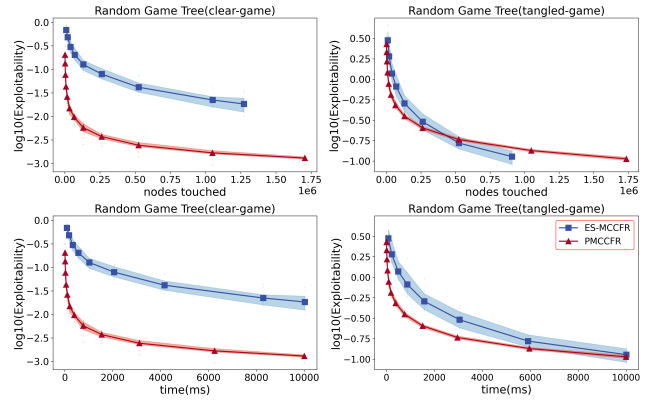 Random Game Tree(clear-game)
Random Game Tree(tangled-game)
log10(Exploitability)
0.0
−0.5
−1.0
−1.5
−2.0
−2.5
−3.0
0.00 0.25 0.50 0.75 1.00 1.25 1.50 1.75
nodes touched
1e6
log10(Exploitability)
0.50
0.25
0.00
−0.25
−0.50
−0.75
−1.00
0.00 0.25 0.50 0.75 1.00 1.25 1.50 1.75
nodes touched
1e6
Random Game Tree(clear-game)
Random Game Tree(tangled-game)
log10(Exploitability)
0.0
−0.5
−1.0
−1.5
−2.0
−2.5
−3.0
0 2000 4000 6000 8000 10000
time(ms)
log10(Exploitability)
0.50
0.25
0.00
−0.25
−0.50
−0.75
−1.00
0 2000 4000 6000 8000 10000
time(ms)
ES-MCCFR
PMCCFR